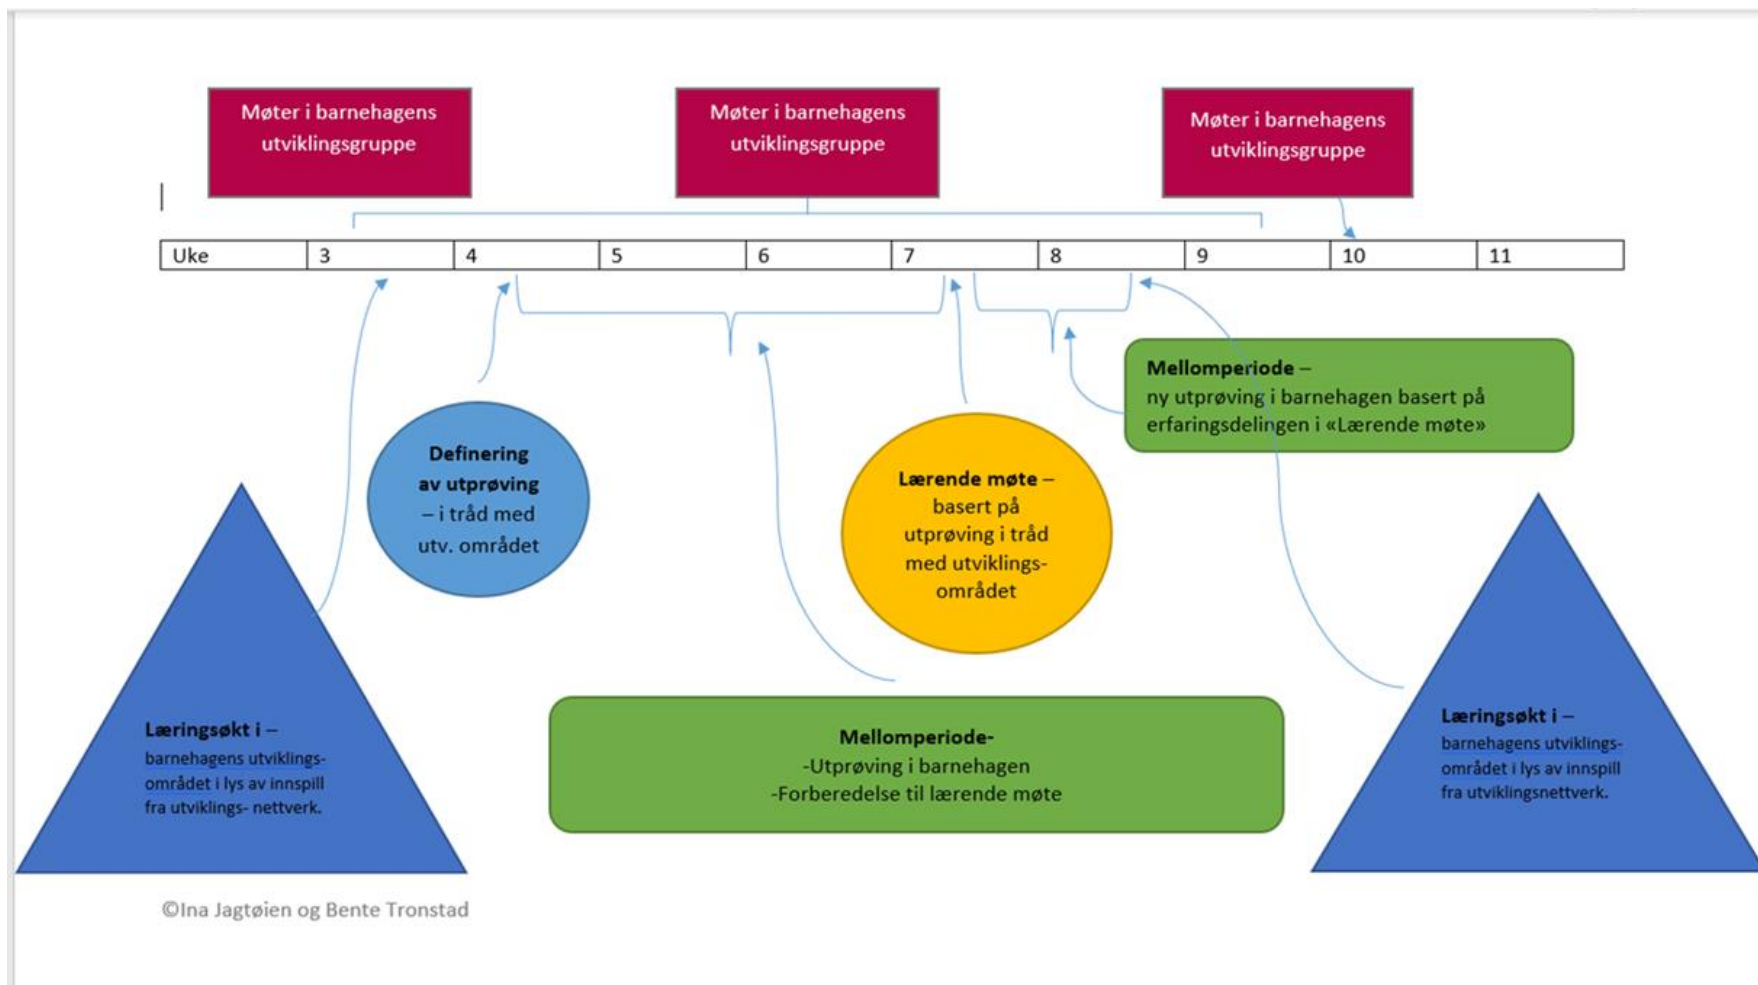 Møter i barnehagens
utviklingsgruppe
Møter i barnehagens
utviklingsgruppe
Møter i barnehagens
utviklingsgruppe
Uke 3 4 5 6 7 8 9 10 11
Mellomperiode –
ny utprøving i barnehagen basert på
erfaringsdelingen i «Lærende møte»
Definering
av utprøving
– i tråd med
utv. området
Lærende møte –
basert på
utprøving i tråd
med utviklings-
området
Læringsøkt i –
barnehagens utviklings-
området i lys av innspill
fra utviklings- nettverk.
Mellomperiode-
-Utprøving i barnehagen
-Forberedelse til lærende møte
Læringsøkt i –
barnehagens utviklings-
området i lys av innspill
fra utviklingsnettverk.
©Ina Jagtøien og Bente Tronstad